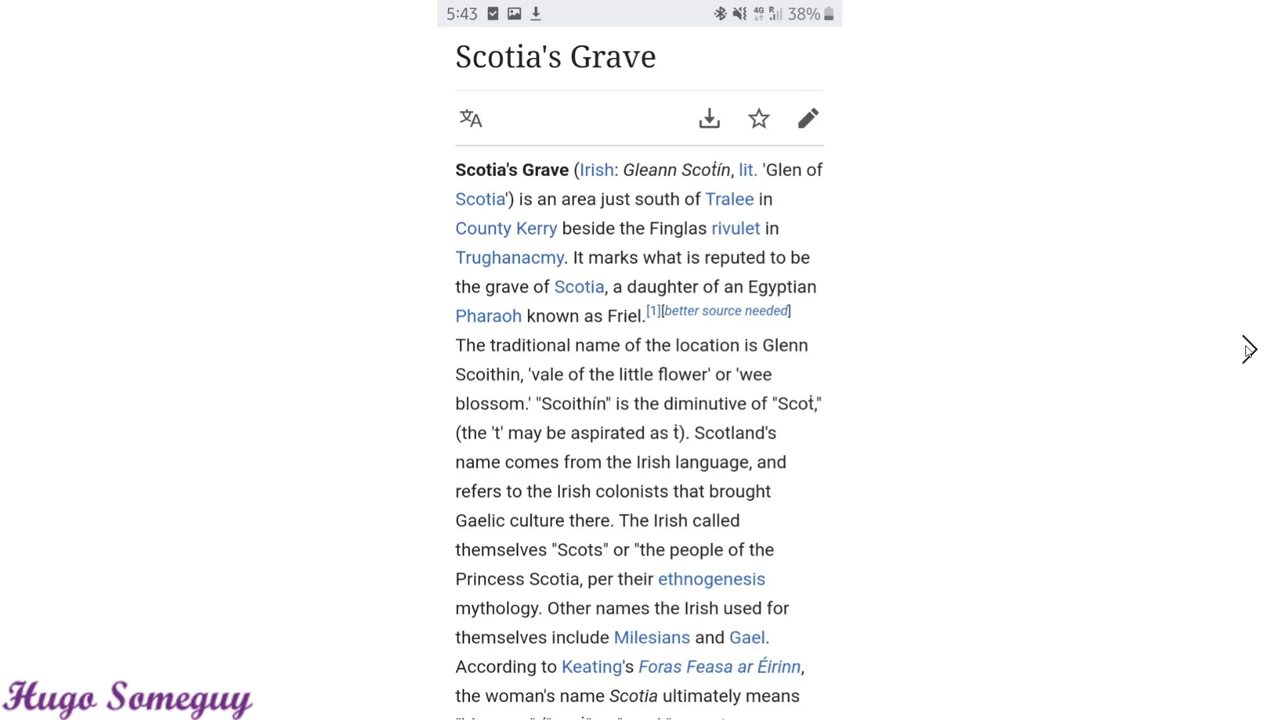 5:43
4G R 38%
Scotia's Grave
Scotia's Grave (Irish: Gleann Scoṫín, lit. 'Glen of
Scotia') is an area just south of Tralee in
County Kerry beside the Finglas rivulet in
Trughanacmy. It marks what is reputed to be
the grave of Scotia, a daughter of an Egyptian
Pharaoh known as Friel.[1][better source needed]
The traditional name of the location is Glenn
Scoithin, 'vale of the little flower' or 'wee
blossom.' "Scoithín" is the diminutive of "Scoṫ,"
(the 't' may be aspirated as ṫ). Scotland's
name comes from the Irish language, and
refers to the Irish colonists that brought
Gaelic culture there. The Irish called
themselves "Scots" or "the people of the
Princess Scotia, per their ethnogenesis
mythology. Other names the Irish used for
themselves include Milesians and Gael.
According to Keating's Foras Feasa ar Éirinn,
the woman's name Scotia ultimately means
Hugo Someguy